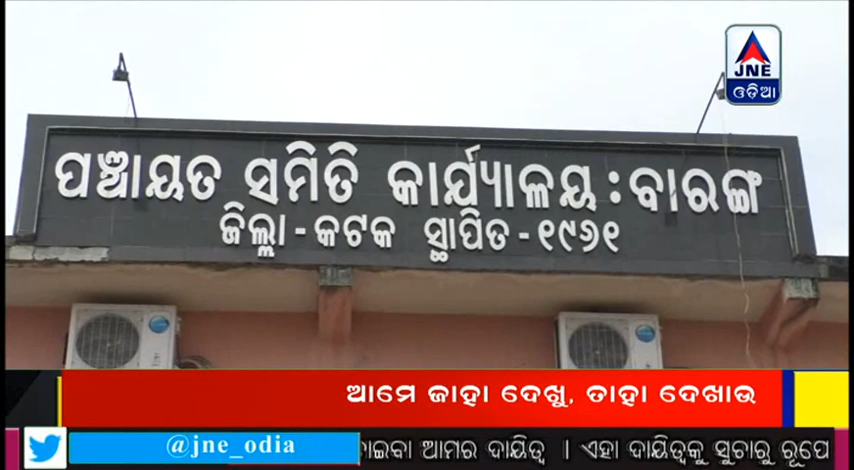 JNE
ଓଡ଼ିଆ
ପଞ୍ଚାୟତ ସମିତି କାର୍ଯ୍ୟାଳୟ : ବାରଙ୍ଗ
ଜିଲ୍ଲା - କଟକ ସ୍ଥାପିତ - ୧୯୬୧
ଆମେ ଜାହା ଦେଖୁ, ତାହା ଦେଖାଉ
@jne_odia
ଆମର ଦାୟିତ୍ୱ । ଏହା ଦାୟିତ୍ୱକୁ ସୁଚାରୁ ରୂପେ